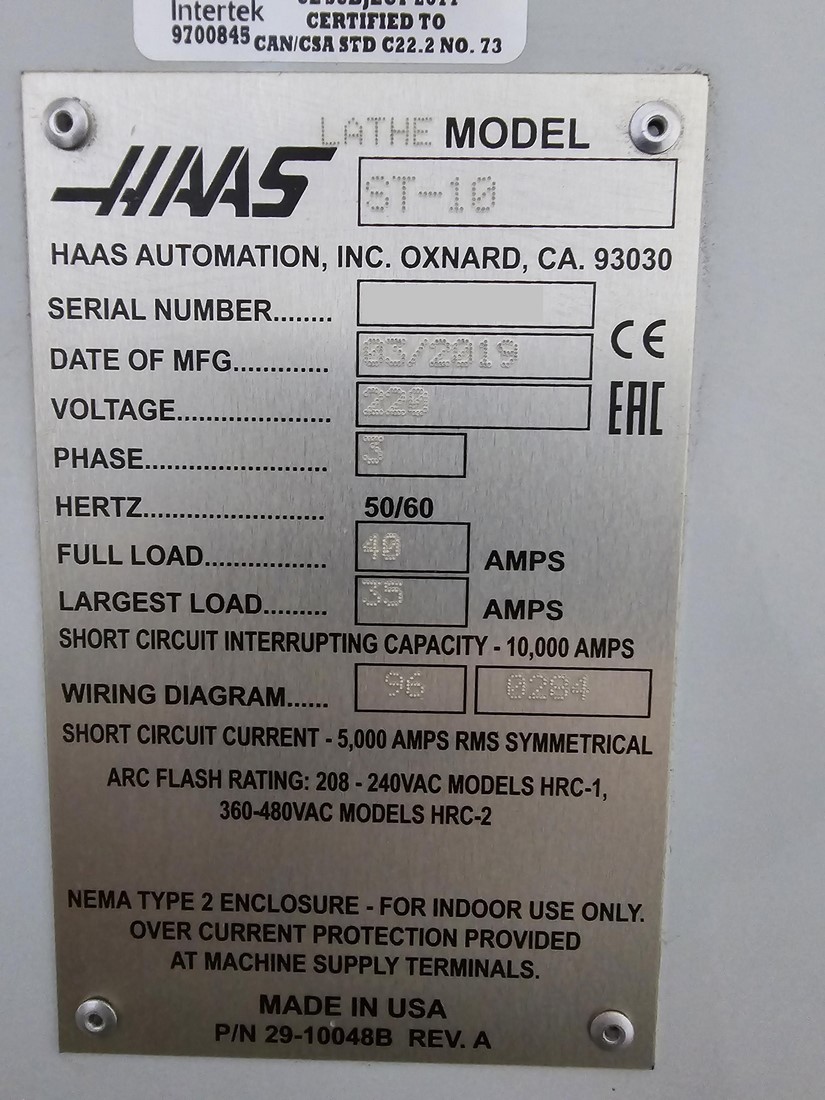 Intertek
9700845
CERTIFIED TO
CAN/CSA STD C22.2 NO. 73
LATHE MODEL
HAAS
ST-10
HAAS AUTOMATION, INC. OXNARD, CA. 93030
SERIAL NUMBER........
DATE OF MFG............. 03/2019
VOLTAGE..................... 220
PHASE......................... 3
HERTZ......................... 50/60
FULL LOAD................. 40 AMPS
LARGEST LOAD......... 35 AMPS
SHORT CIRCUIT INTERRUPTING CAPACITY - 10,000 AMPS
WIRING DIAGRAM...... 96 0284
SHORT CIRCUIT CURRENT - 5,000 AMPS RMS SYMMETRICAL
ARC FLASH RATING: 208 - 240VAC MODELS HRC-1,
360-480VAC MODELS HRC-2
CE
EAC
NEMA TYPE 2 ENCLOSURE - FOR INDOOR USE ONLY.
OVER CURRENT PROTECTION PROVIDED
AT MACHINE SUPPLY TERMINALS.
MADE IN USA
P/N 29-10048B REV. A